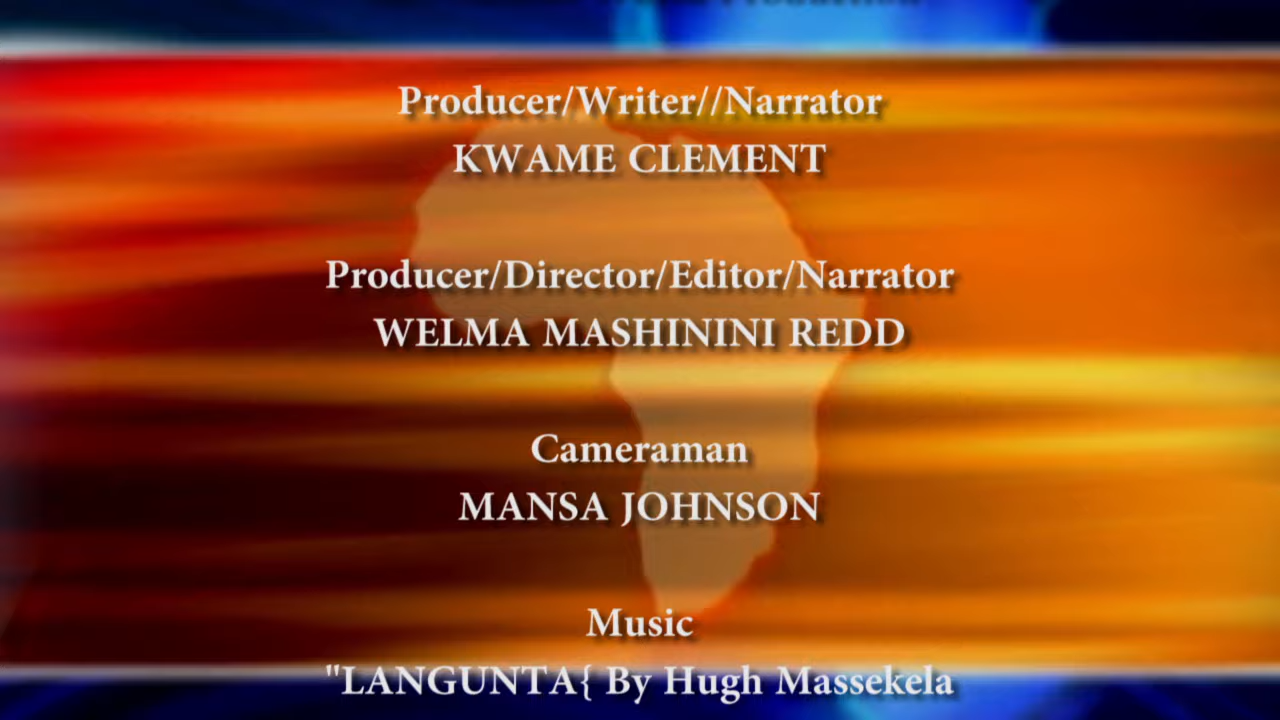 Producer/Writer//Narrator
KWAME CLEMENT
Producer/Director/Editor/Narrator
WELMA MASHININI REDD
Cameraman
MANSA JOHNSON
Music
"LANGUNTA{ By Hugh Massekela